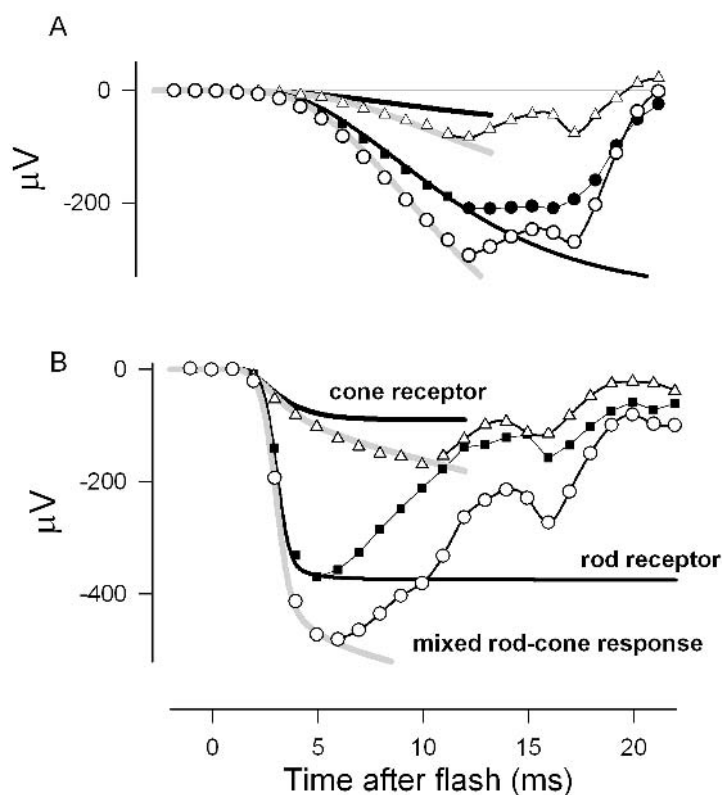 A
0
-200
μV
B
0
-200
-400
μV
cone receptor
rod receptor
mixed rod-cone response
0 5 10 15 20
Time after flash (ms)